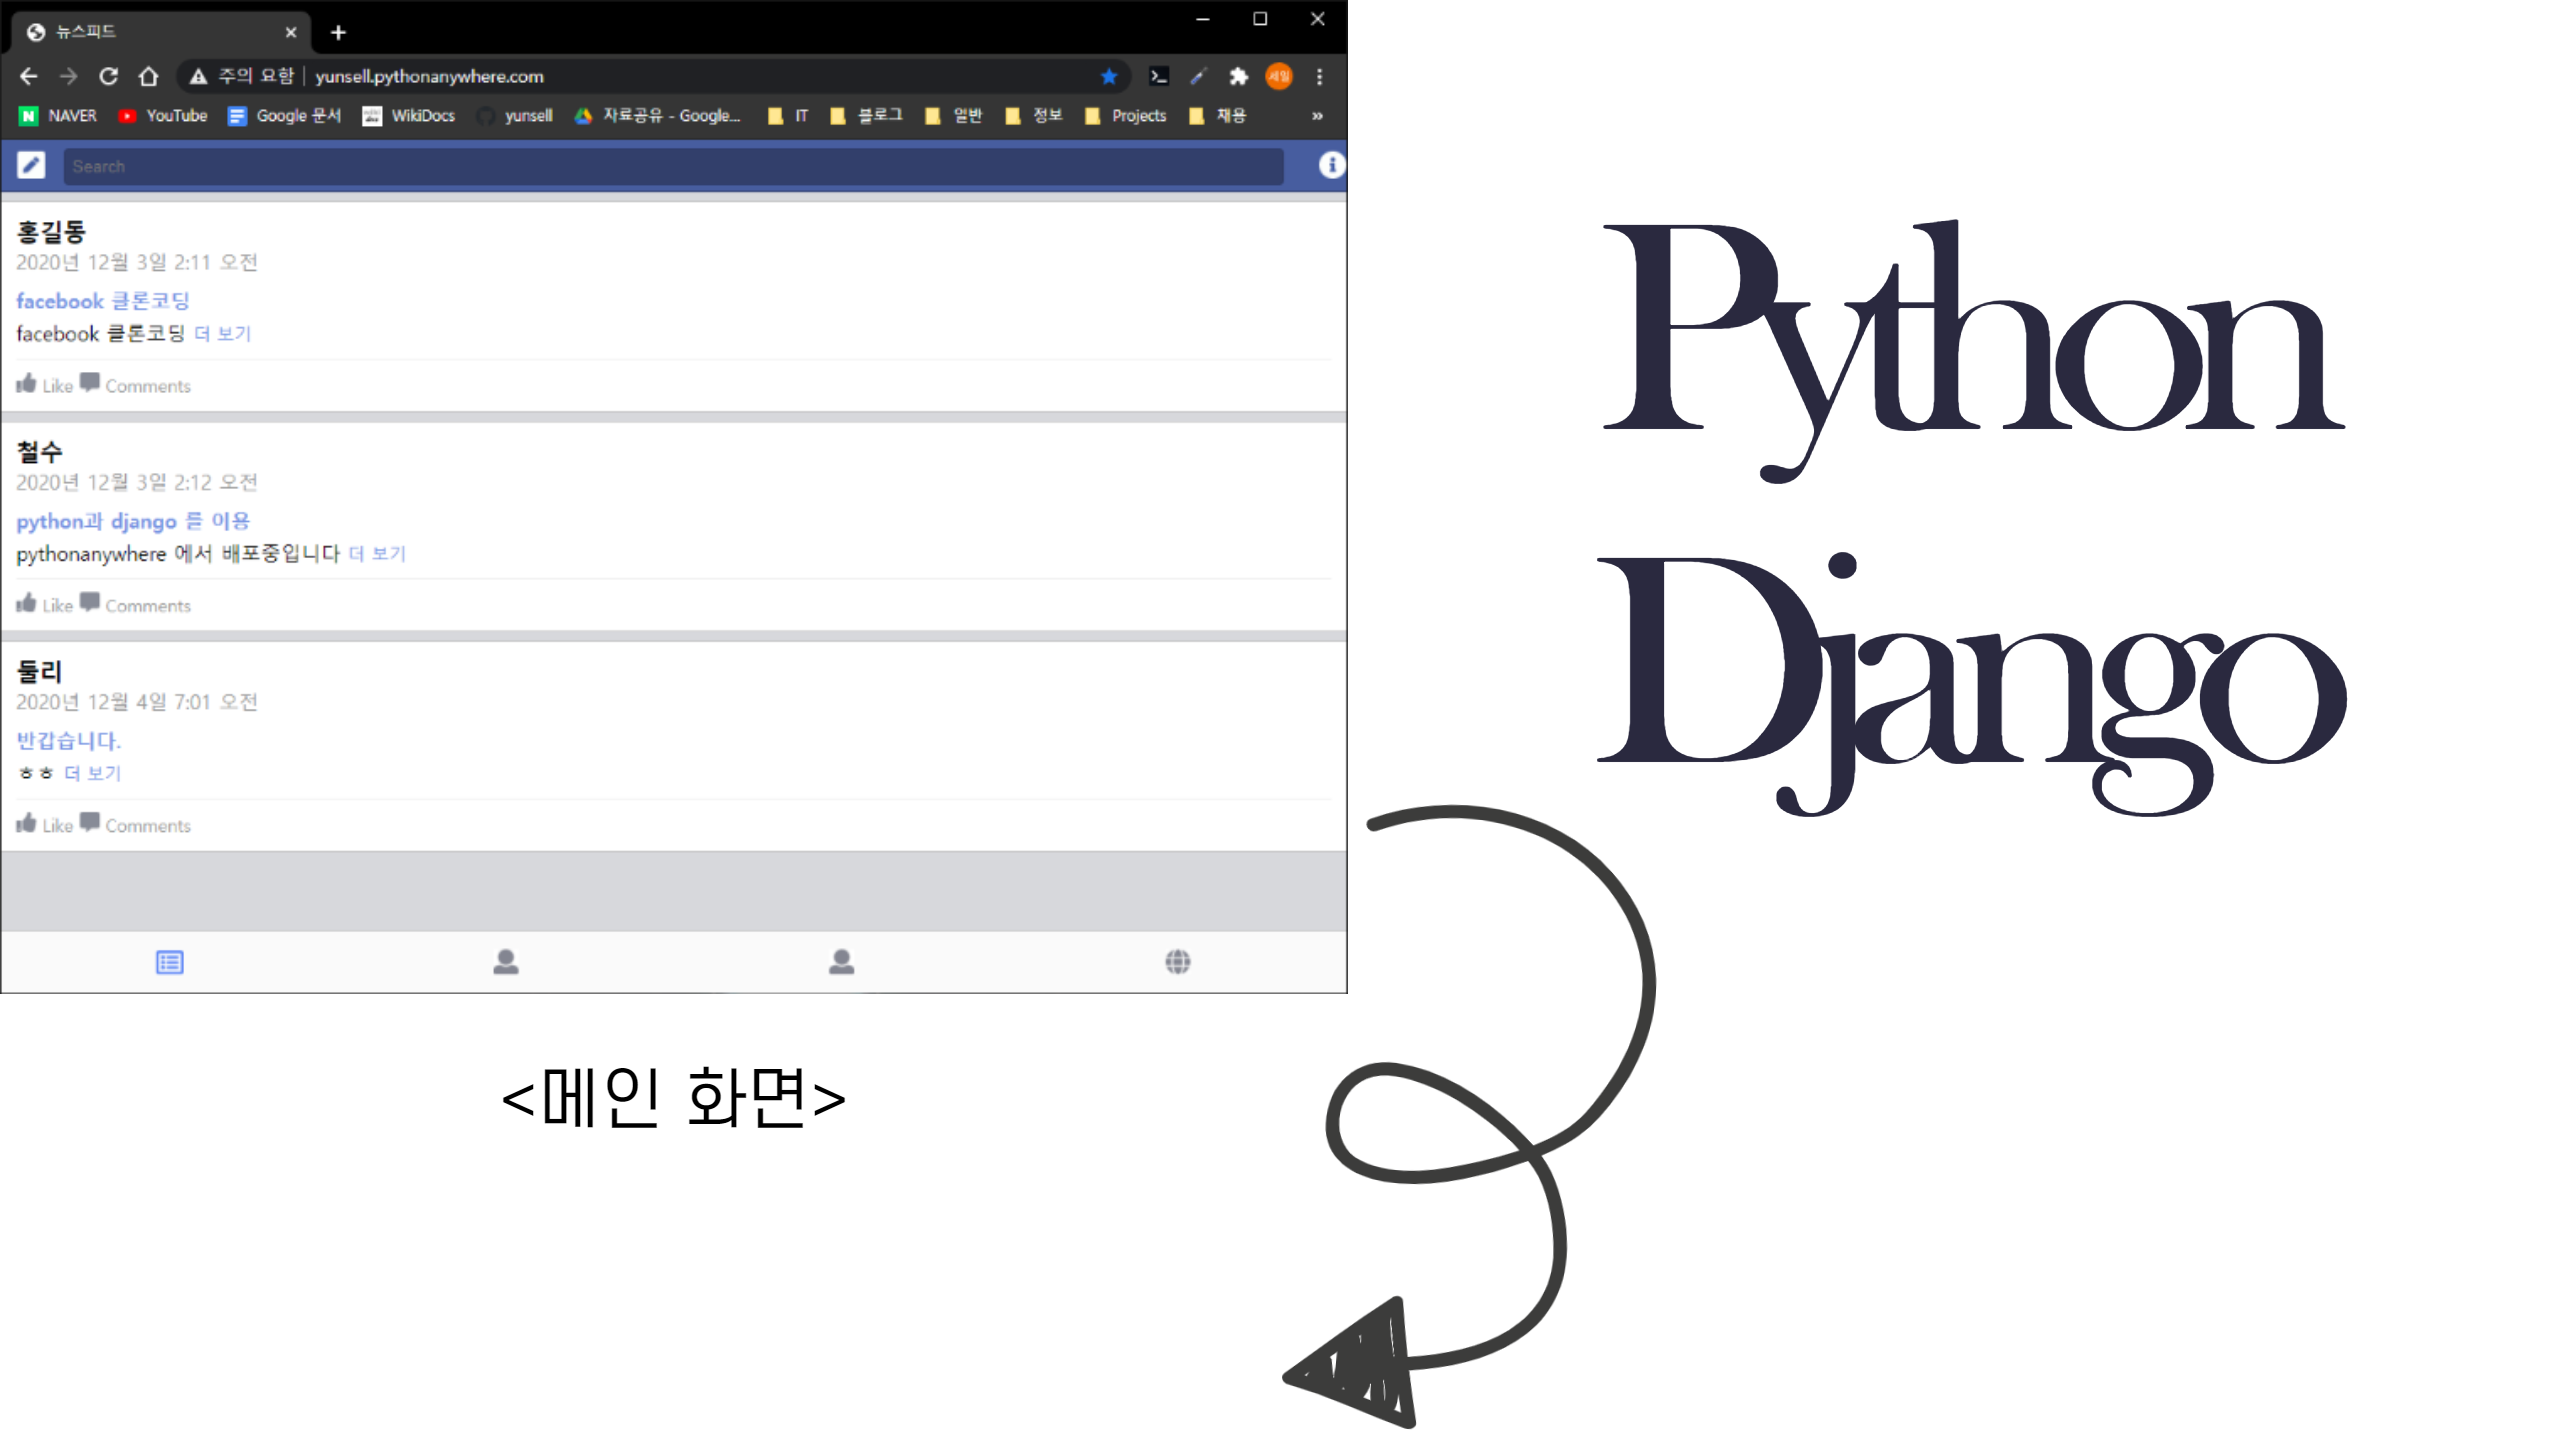 뉴스피드
주의 요함 yunsell.pythonanywhere.com 세일
NAVER YouTube Google 문서 WikiDocs yunsell 자료공유 - Google... IT 블로그 일반 정보 Projects 채용 »
Search
홍길동
2020년 12월 3일 2:11 오전
facebook 클론코딩
facebook 클론코딩 더 보기
Like Comments
철수
2020년 12월 3일 2:12 오전
python과 django 를 이용
pythonanywhere 에서 배포중입니다 더 보기
Like Comments
둘리
2020년 12월 4일 7:01 오전
반갑습니다.
ㅎㅎ 더 보기
Like Comments
<메인 화면>
Python
Django